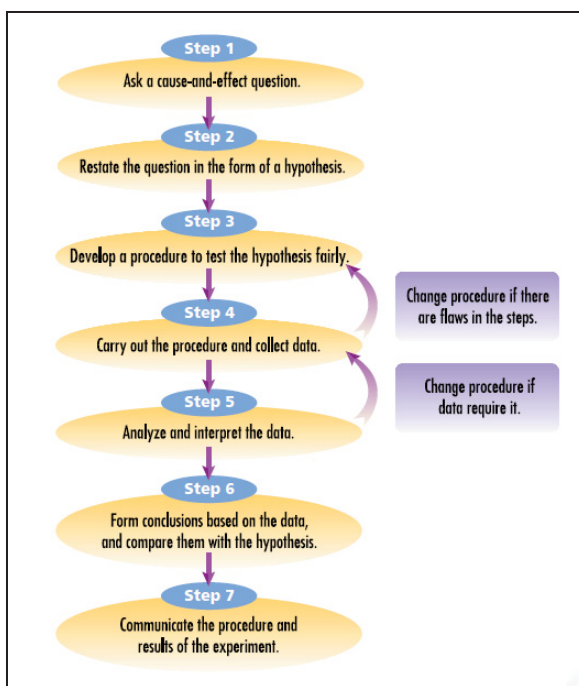 Step 1
Ask a cause-and-effect question.
Step 2
Restate the question in the form of a hypothesis.
Step 3
Develop a procedure to test the hypothesis fairly.
Change procedure if there
are flaws in the steps.
Step 4
Carry out the procedure and collect data.
Change procedure if
data require it.
Step 5
Analyze and interpret the data.
Step 6
Form conclusions based on the data,
and compare them with the hypothesis.
Step 7
Communicate the procedure and
results of the experiment.